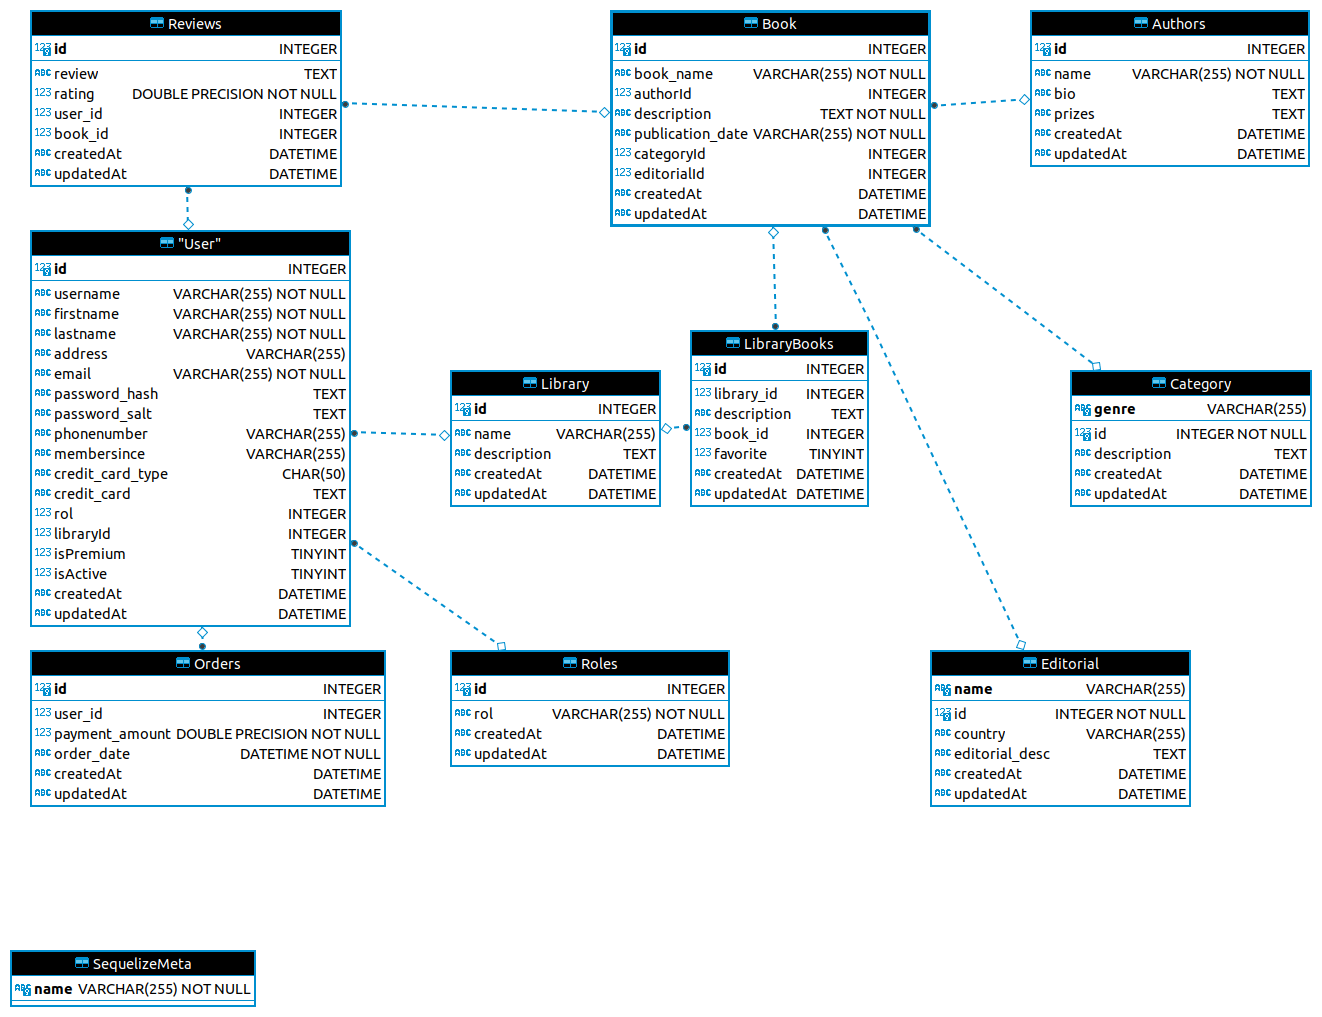 Reviews
id INTEGER
review TEXT
rating DOUBLE PRECISION NOT NULL
user_id INTEGER
book_id INTEGER
createdAt DATETIME
updatedAt DATETIME
Book
id INTEGER
book_name VARCHAR(255) NOT NULL
authorId INTEGER
description TEXT NOT NULL
publication_date VARCHAR(255) NOT NULL
categoryId INTEGER
editorialId INTEGER
createdAt DATETIME
updatedAt DATETIME
Authors
id INTEGER
name VARCHAR(255) NOT NULL
bio TEXT
prizes TEXT
createdAt DATETIME
updatedAt DATETIME
"User"
id INTEGER
username VARCHAR(255) NOT NULL
firstname VARCHAR(255) NOT NULL
lastname VARCHAR(255) NOT NULL
address VARCHAR(255)
email VARCHAR(255) NOT NULL
password_hash TEXT
password_salt TEXT
phonenumber VARCHAR(255)
membersince VARCHAR(255)
credit_card_type CHAR(50)
credit_card TEXT
rol INTEGER
libraryId INTEGER
isPremium TINYINT
isActive TINYINT
createdAt DATETIME
updatedAt DATETIME
Library
id INTEGER
name VARCHAR(255)
description TEXT
createdAt DATETIME
updatedAt DATETIME
LibraryBooks
id INTEGER
library_id INTEGER
description TEXT
book_id INTEGER
favorite TINYINT
createdAt DATETIME
updatedAt DATETIME
Category
genre VARCHAR(255)
id INTEGER NOT NULL
description TEXT
createdAt DATETIME
updatedAt DATETIME
Orders
id INTEGER
user_id INTEGER
payment_amount DOUBLE PRECISION NOT NULL
order_date DATETIME NOT NULL
createdAt DATETIME
updatedAt DATETIME
Roles
id INTEGER
rol VARCHAR(255) NOT NULL
createdAt DATETIME
updatedAt DATETIME
Editorial
name VARCHAR(255)
id INTEGER NOT NULL
country VARCHAR(255)
editorial_desc TEXT
createdAt DATETIME
updatedAt DATETIME
SequelizeMeta
name VARCHAR(255) NOT NULL